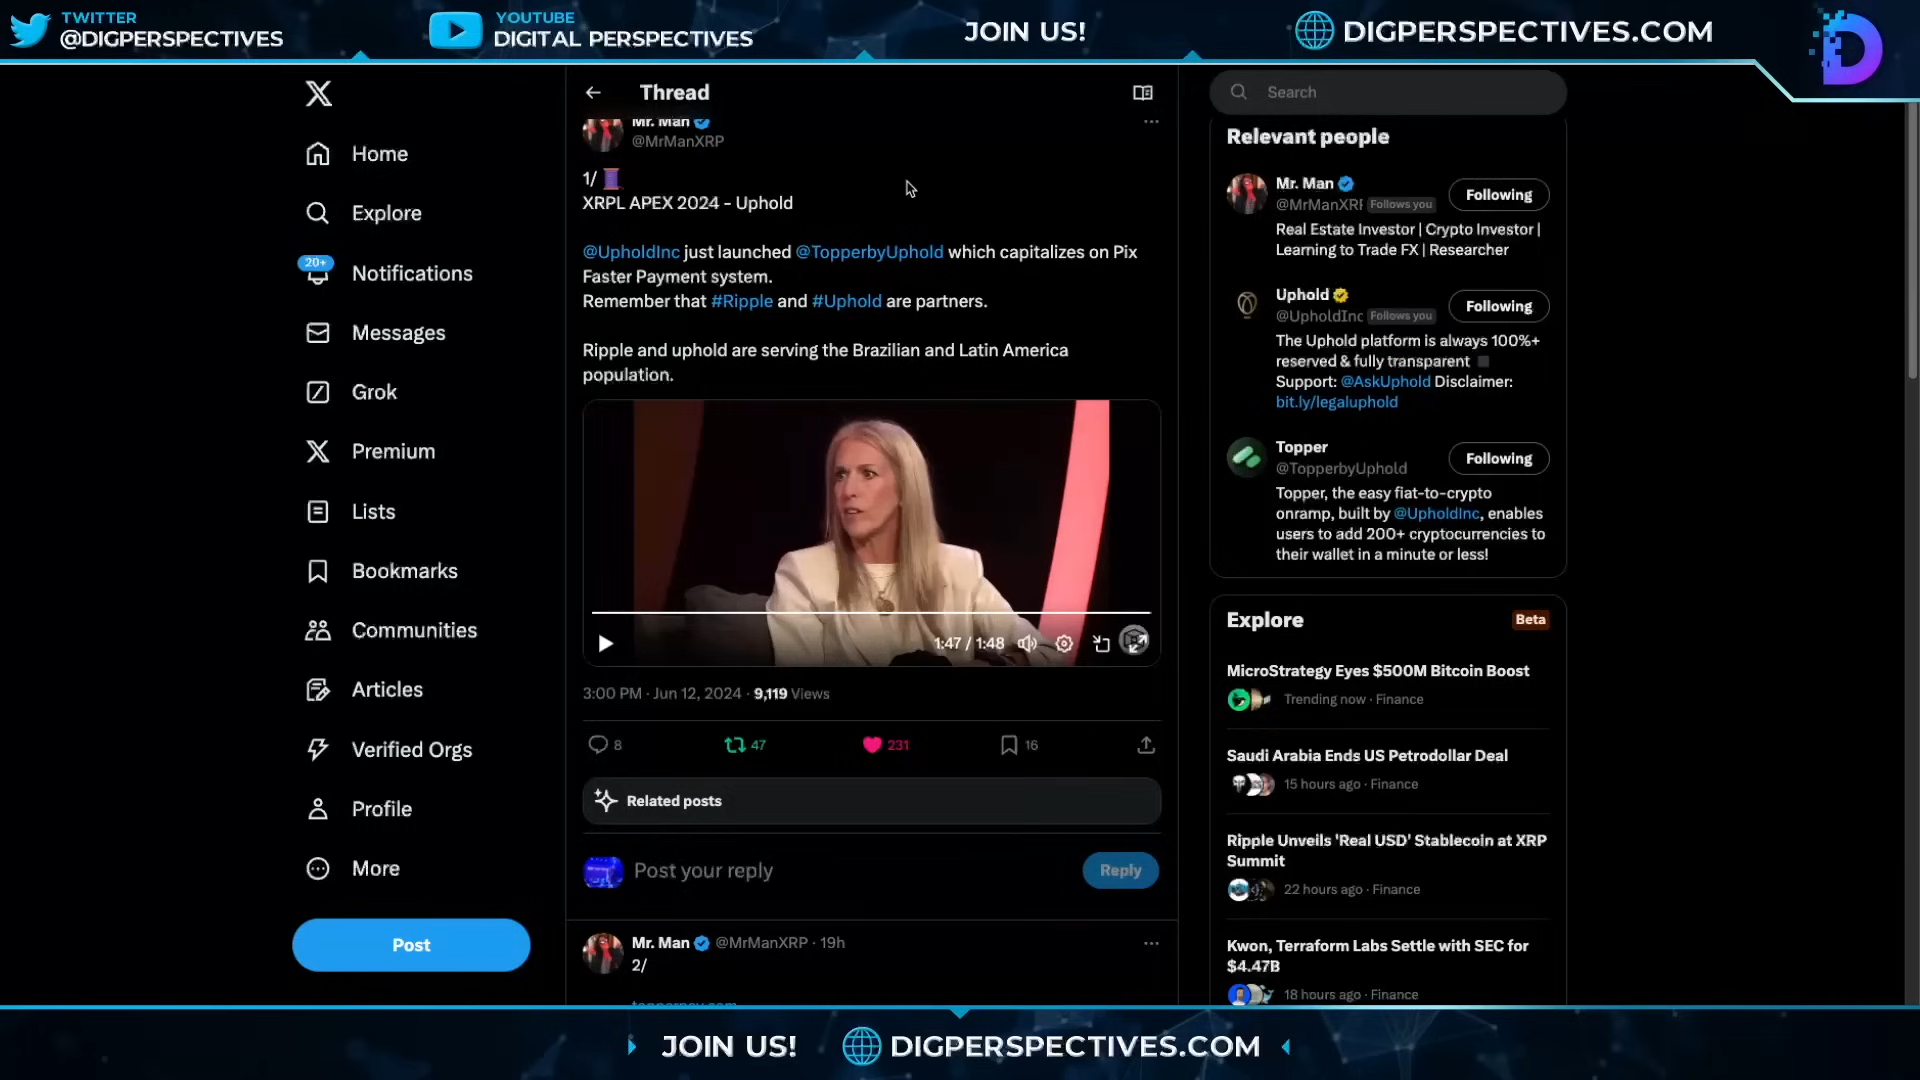 TWITTER
@DIGPERSPECTIVES
YOUTUBE
DIGITAL PERSPECTIVES
JOIN US!
DIGPERSPECTIVES.COM
Home
Explore
20+
Notifications
Messages
Grok
Premium
Lists
Bookmarks
Communities
Articles
Verified Orgs
Profile
More
Post
Thread
Mr. Man
@MrManXRP
1/
XRPL APEX 2024 - Uphold
@UpholdInc just launched @TopperbyUphold which capitalizes on Pix
Faster Payment system.
Remember that #Ripple and #Uphold are partners.
Ripple and uphold are serving the Brazilian and Latin America
population.
1:47 / 1:48
3:00 PM · Jun 12, 2024 · 9,119 Views
8
47
231
16
Related posts
Post your reply
Reply
Mr. Man @MrManXRP · 19h
2/
Search
Relevant people
Mr. Man
@MrManXRP Follows you
Following
Real Estate Investor | Crypto Investor |
Learning to Trade FX | Researcher
Uphold
@UpholdInc Follows you
Following
The Uphold platform is always 100%+
reserved & fully transparent
Support: @AskUphold Disclaimer:
bit.ly/legaluphold
Topper
@TopperbyUphold
Following
Topper, the easy fiat-to-crypto
onramp, built by @UpholdInc, enables
users to add 200+ cryptocurrencies to
their wallet in a minute or less!
Explore
Beta
MicroStrategy Eyes $500M Bitcoin Boost
Trending now · Finance
Saudi Arabia Ends US Petrodollar Deal
15 hours ago · Finance
Ripple Unveils 'Real USD' Stablecoin at XRP
Summit
22 hours ago · Finance
Kwon, Terraform Labs Settle with SEC for
$4.47B
18 hours ago · Finance
JOIN US!
DIGPERSPECTIVES.COM